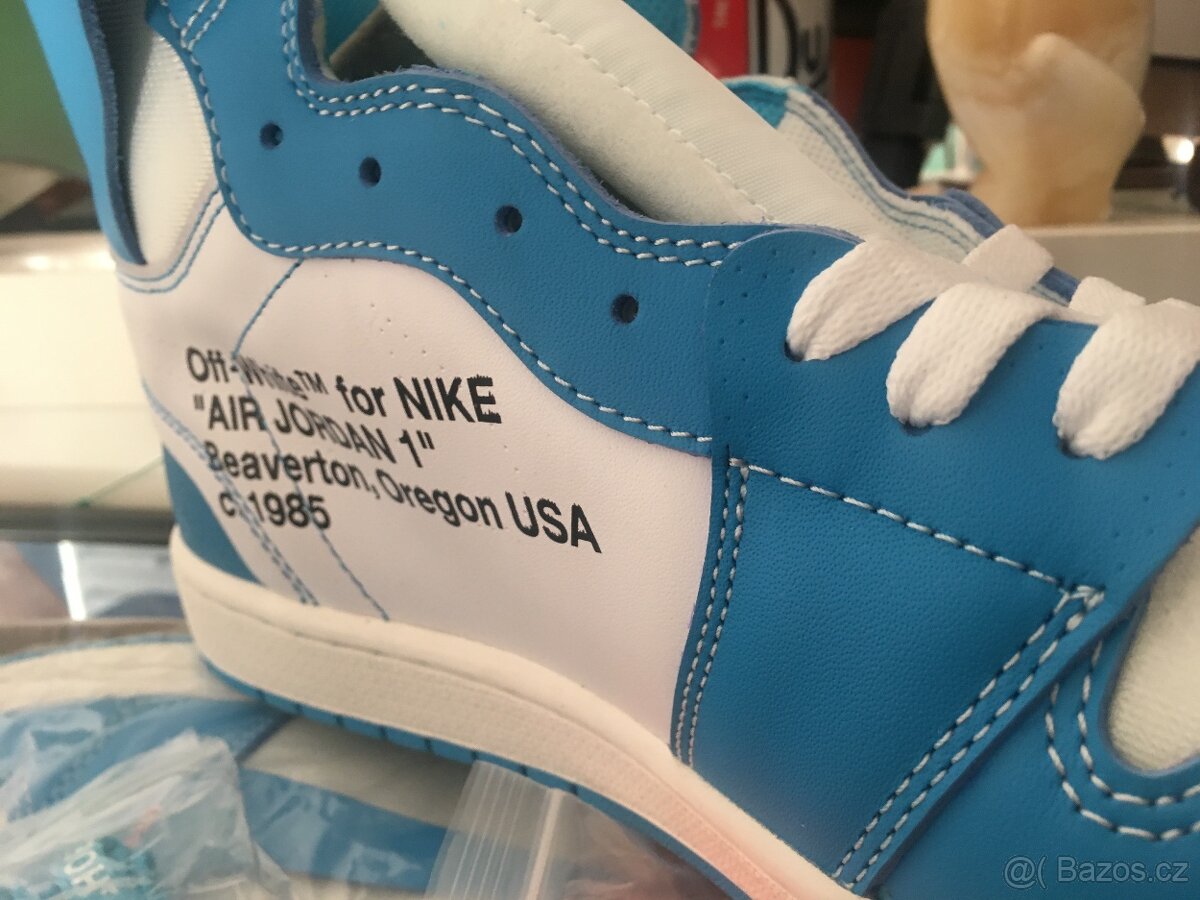 Off-White™ for NIKE
"AIR JORDAN 1"
Beaverton, Oregon USA
c. 1985
@( Bazos.cz